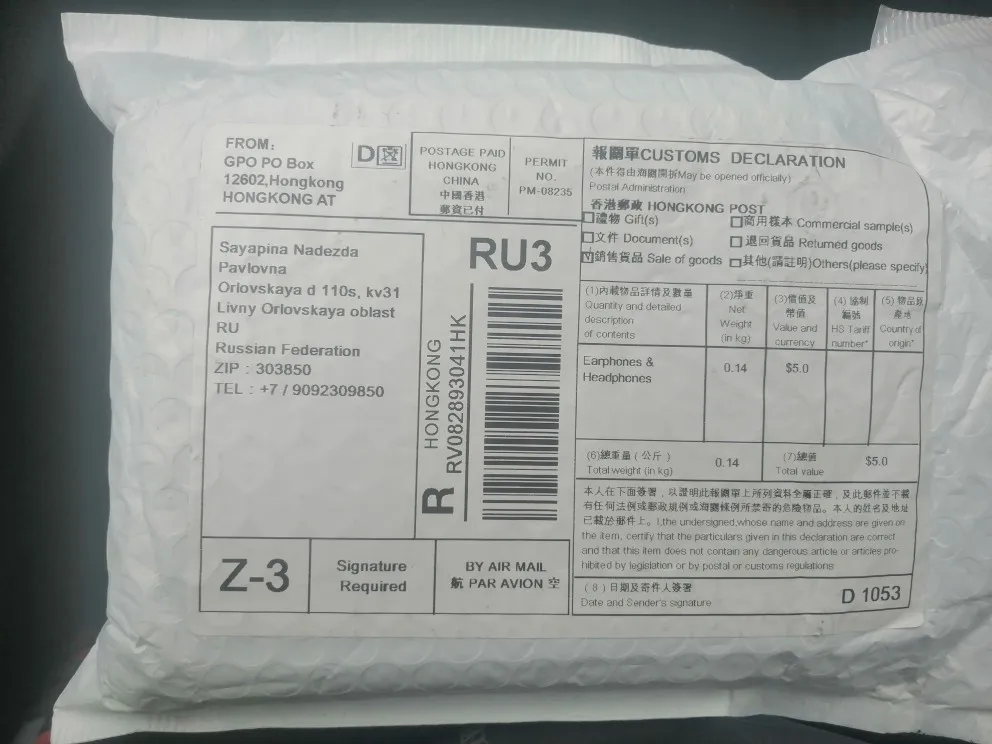 FROM:
GPO PO Box
12602,Hongkong
HONGKONG AT
D
POSTAGE PAID
HONGKONG
CHINA
中國香港
郵資已付
PERMIT
NO.
PM-08235
報關單CUSTOMS DECLARATION
(本件得由海關開拆May be opened officially)
Postal Administration
香港郵政 HONGKONG POST
禮物 Gift(s)
商用樣本 Commercial sample(s)
文件 Document(s)
退回貨品 Returned goods
銷售貨品 Sale of goods
其他(請註明)Others(please specify)
Sayapina Nadezda
Pavlovna
Orlovskaya d 110s, kv31
Livny Orlovskaya oblast
RU
Russian Federation
ZIP : 303850
TEL : +7 / 9092309850
RU3
R
HONGKONG
RV082893041HK
(1)內載物品詳情及數量
Quantity and detailed
description
of contents
(2)淨重
Net
Weight
(in kg)
(3)價值及
幣值
Value and
currency
(4) 協制
編號
HS Tariff
number*
(5) 物品原
產地
Country of
origin*
Earphones &
Headphones
0.14
$5.0
(6)總重量 ( 公斤 )
Total weight (in kg)
0.14
(7)總值
Total value
$5.0
本人在下面簽署，以證明此報關單上所列資料全屬正確，及此郵件並不載
有任何法例或郵政規例或海關條例所禁寄的危險物品。本人的姓名及地址
已載於郵件上。I,the undersigned,whose name and address are given on
the item, certify that the particulars given in this declaration are correct
and that this item does not contain any dangerous article or articles pro-
hibited by legislation or by postal or customs regulations
Z-3
Signature
Required
BY AIR MAIL
航 PAR AVION 空
( 8 ) 日期及寄件人簽署
Date and Sender's signature
D 1053